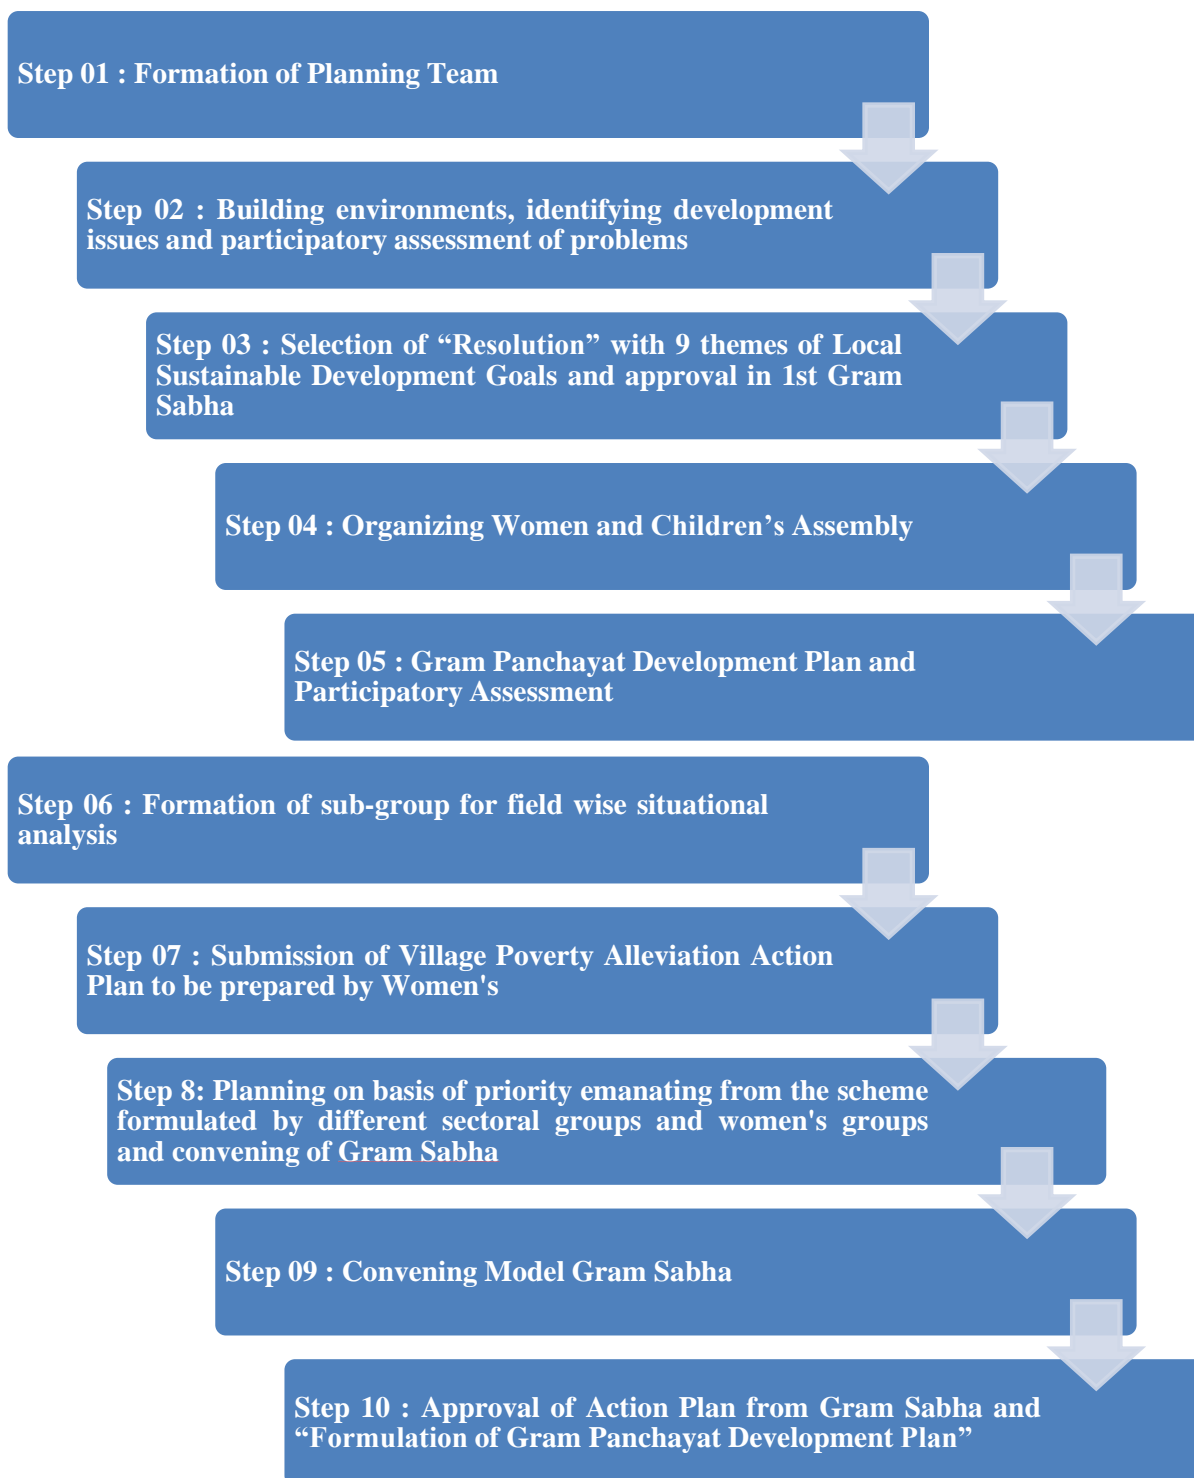 Step 01 : Formation of Planning Team
Step 02 : Building environments, identifying development
issues and participatory assessment of problems
Step 03 : Selection of “Resolution” with 9 themes of Local
Sustainable Development Goals and approval in 1st Gram
Sabha
Step 04 : Organizing Women and Children’s Assembly
Step 05 : Gram Panchayat Development Plan and
Participatory Assessment
Step 06 : Formation of sub-group for field wise situational
analysis
Step 07 : Submission of Village Poverty Alleviation Action
Plan to be prepared by Women's
Step 8: Planning on basis of priority emanating from the scheme
formulated by different sectoral groups and women's groups
and convening of Gram Sabha
Step 09 : Convening Model Gram Sabha
Step 10 : Approval of Action Plan from Gram Sabha and
“Formulation of Gram Panchayat Development Plan”